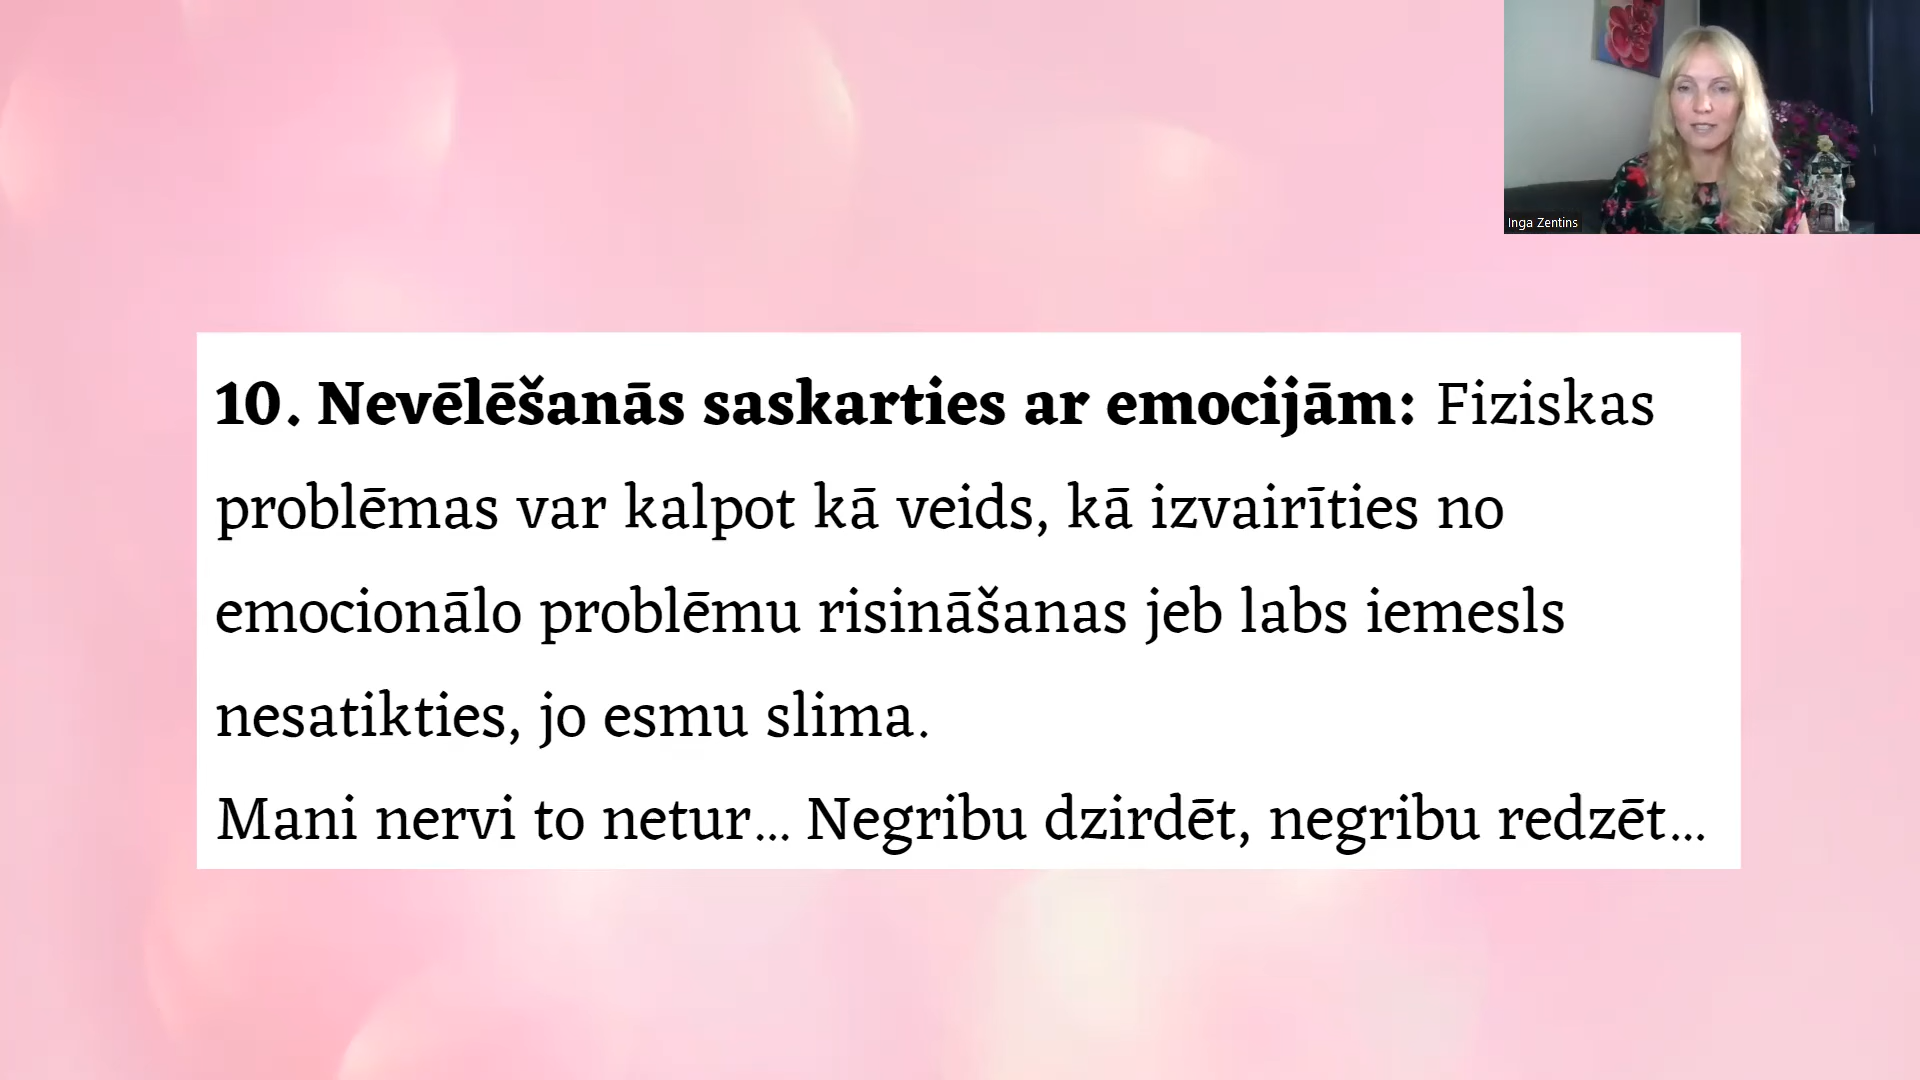 Inga Zentins
10. Nevēlēšanās saskarties ar emocijām: Fiziskas
problēmas var kalpot kā veids, kā izvairīties no
emocionālo problēmu risināšanas jeb labs iemesls
nesatikties, jo esmu slima.
Mani nervi to netur... Negribu dzirdēt, negribu redzēt...